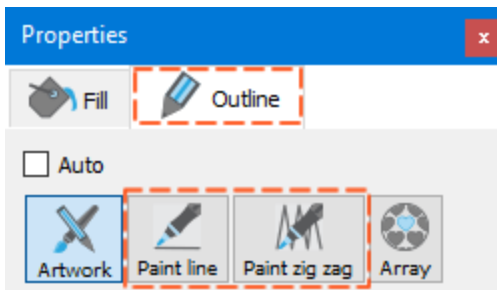 Properties x
Fill Outline
Auto
Artwork Paint line Paint zig zag Array